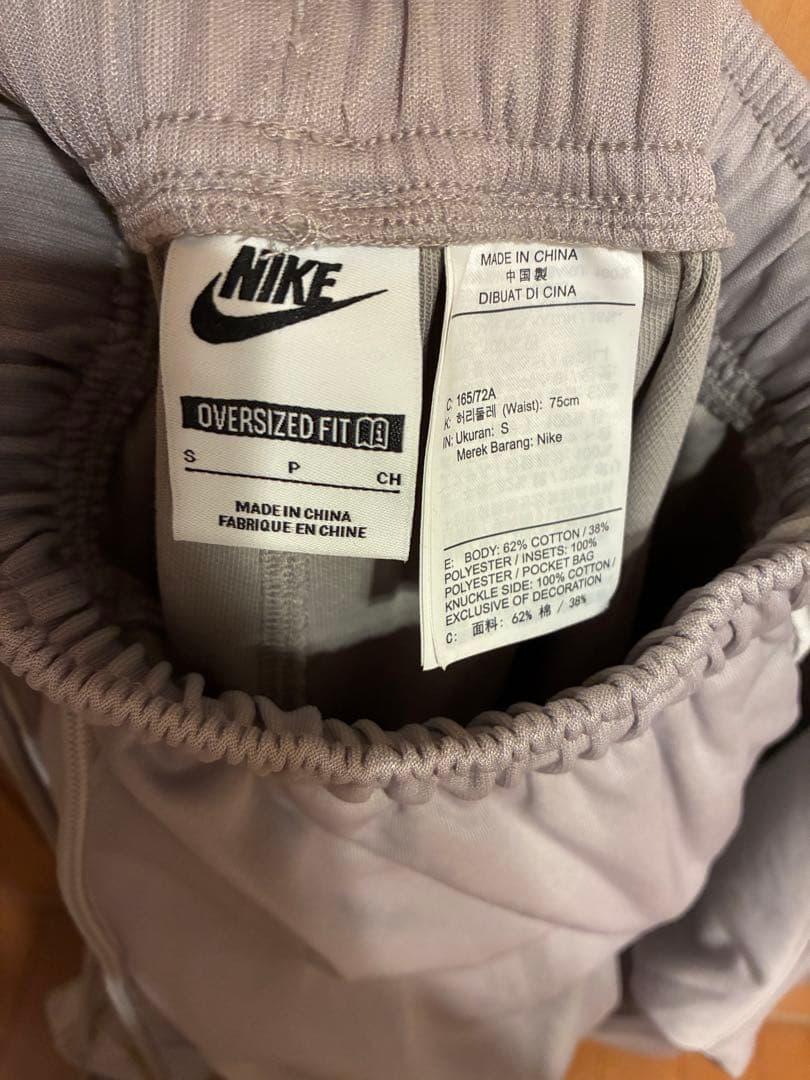 NIKE
OVERSIZED FIT
S P CH
MADE IN CHINA
FABRIQUE EN CHINE
MADE IN CHINA
中国製
DIBUAT DI CINA
C: 165/72A
K: 허리둘레 (Waist): 75cm
IN: Ukuran: S
Merek Barang: Nike
E: BODY: 62% COTTON / 38%
POLYESTER / INSETS: 100%
POLYESTER / POCKET BAG
KNUCKLE SIDE: 100% COTTON /
EXCLUSIVE OF DECORATION
C: 面料: 62% 棉 / 38%